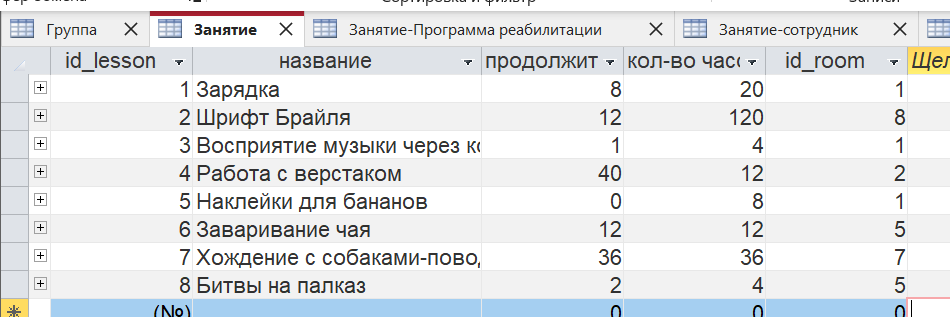 Группа Занятие Занятие-Программа реабилитации Занятие-сотрудник
id_lesson название продолжит кол-во часс id_room Щел
1 Зарядка 8 20 1
2 Шрифт Брайля 12 120 8
3 Восприятие музыки через ко 1 4 1
4 Работа с верстаком 40 12 2
5 Наклейки для бананов 0 8 1
6 Заваривание чая 12 12 5
7 Хождение с собаками-повод 36 36 7
8 Битвы на палказ 2 4 5
(№) 0 0 0